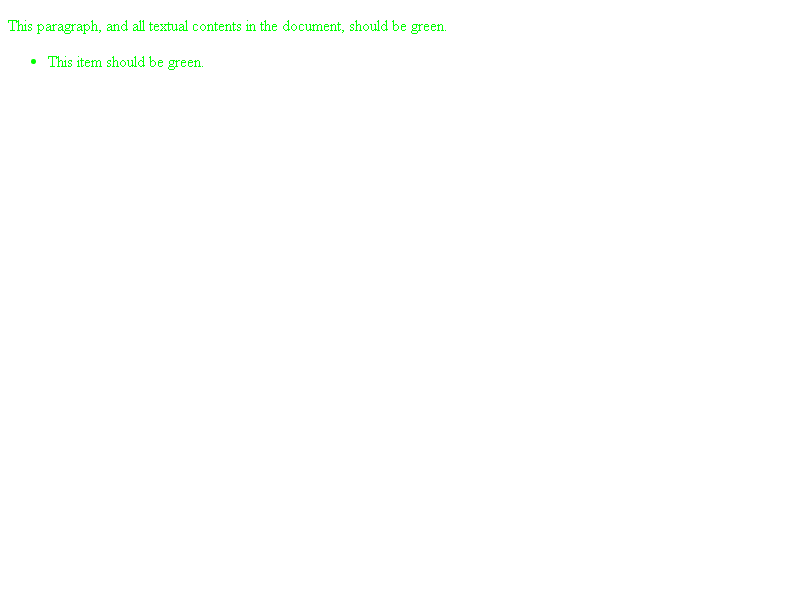 This paragraph, and all textual contents in the document, should be green.
• This item should be green.